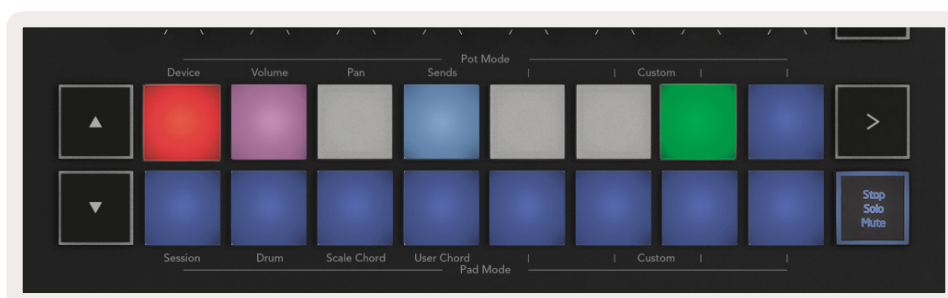 Pot Mode
Device Volume Pan Sends Custom
Stop
Solo
Mute
Session Drum Scale Chord User Chord Custom
Pad Mode